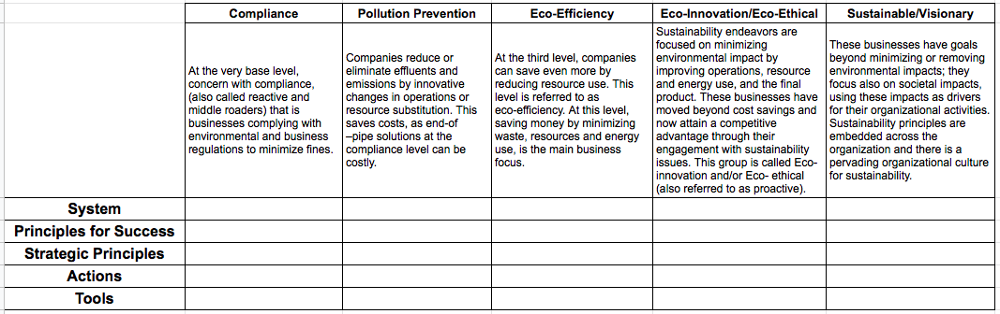 Compliance
Pollution Prevention
Eco-Efficiency
Eco-Innovation/Eco-Ethical
Sustainable/Visionary
At the very base level,
concern with compliance,
(also called reactive and
middle roaders) that is
businesses complying with
environmental and business
regulations to minimize fines.
Companies reduce or
eliminate effluents and
emissions by innovative
changes in operations or
resource substitution. This
saves costs, as end-of
–pipe solutions at the
compliance level can be
costly.
At the third level, companies
can save even more by
reducing resource use. This
level is referred to as
eco-efficiency. At this level,
saving money by minimizing
waste, resources and energy
use, is the main business
focus.
Sustainability endeavors are
focused on minimizing
environmental impact by
improving operations, resource
and energy use, and the final
product. These businesses have
moved beyond cost savings and
now attain a competitive
advantage through their
engagement with sustainability
issues. This group is called Eco-
innovation and/or Eco- ethical
(also referred to as proactive).
These businesses have goals
beyond minimizing or removing
environmental impacts; they
focus also on societal impacts,
using these impacts as drivers
for their organizational activities.
Sustainability principles are
embedded across the
organization and there is a
pervading organizational culture
for sustainability.
System
Principles for Success
Strategic Principles
Actions
Tools